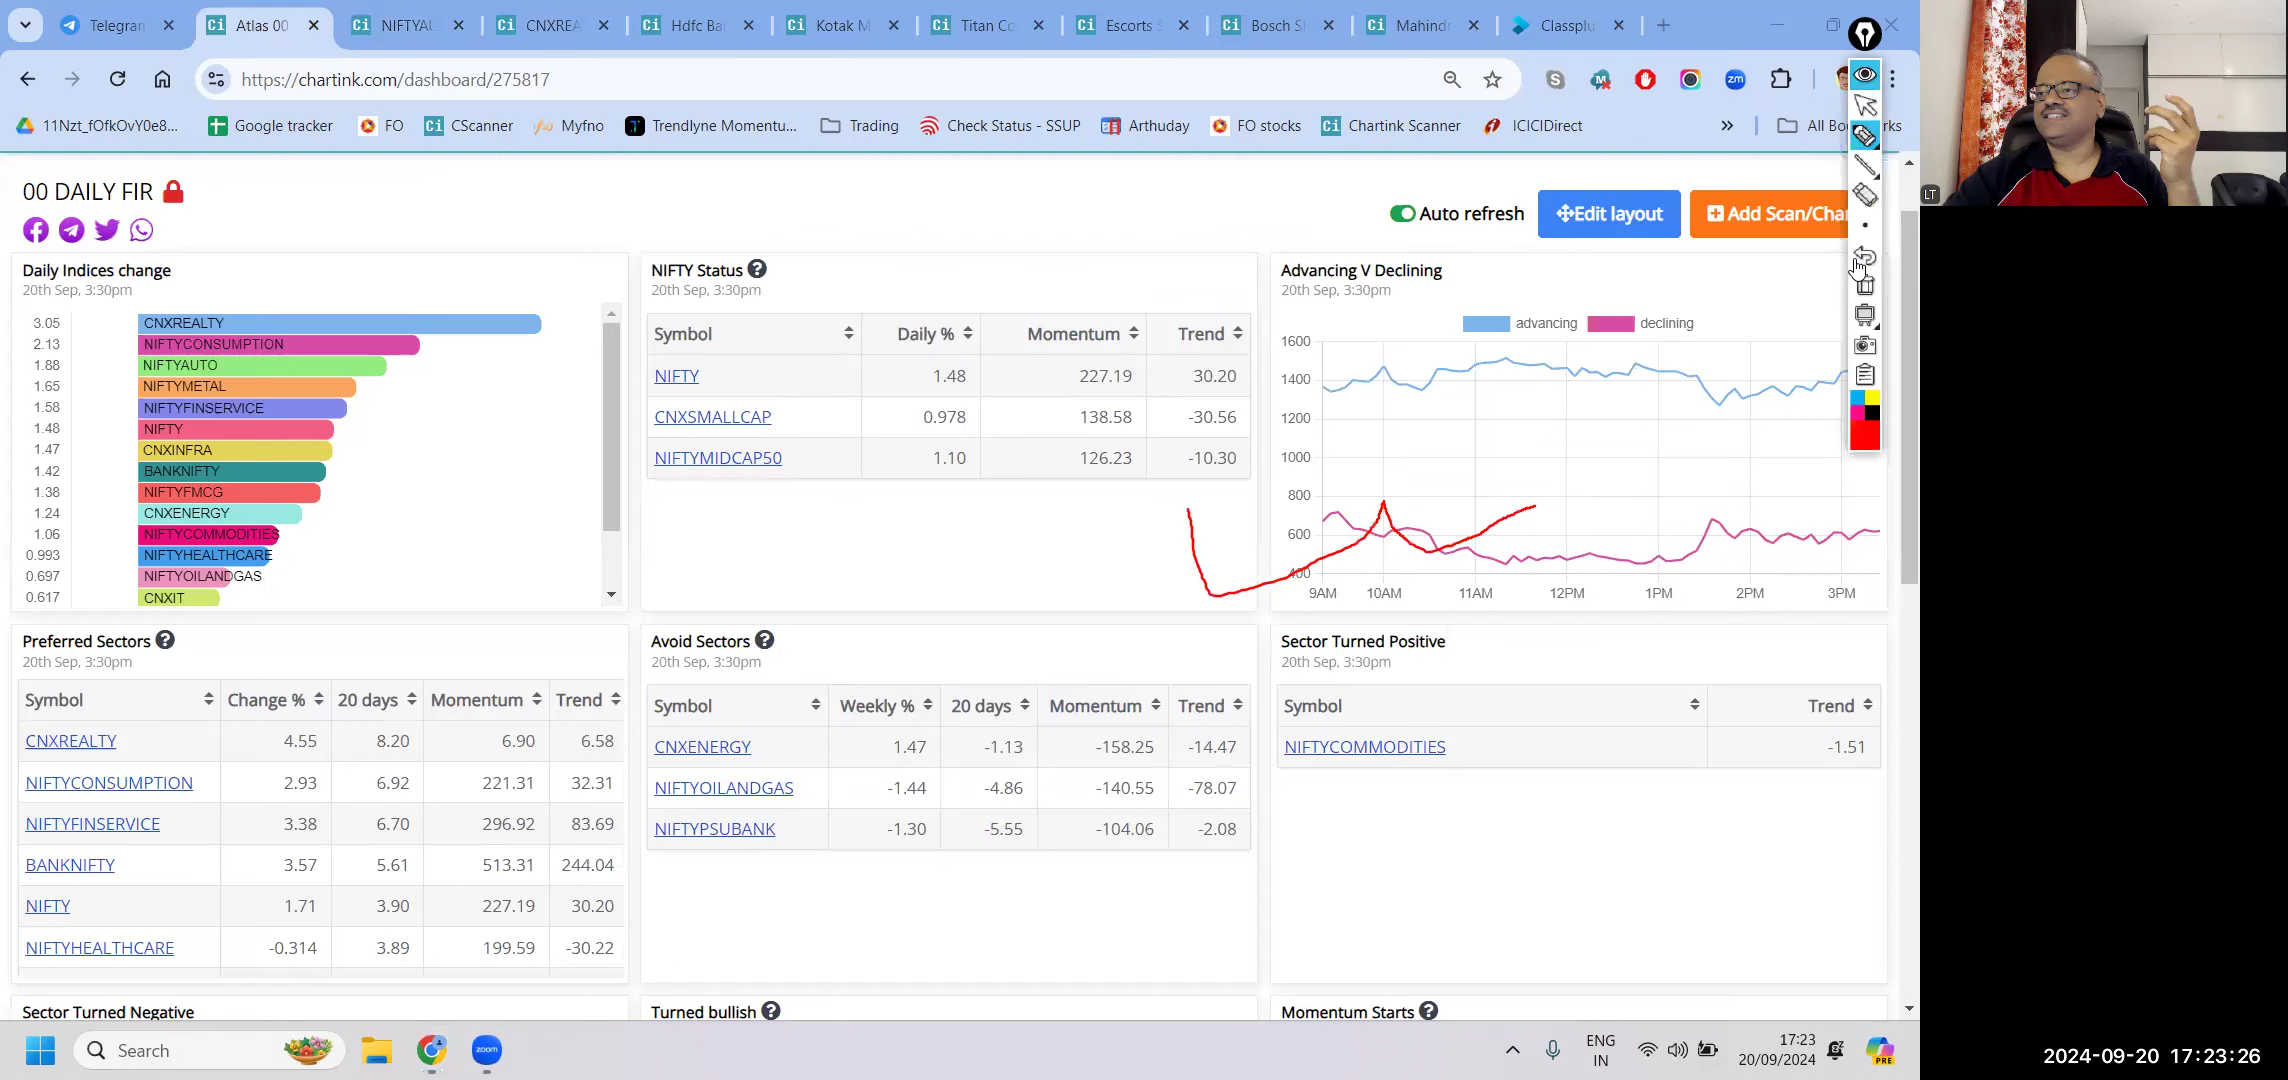 Telegram
Atlas 00
NIFTYAU
CNXREA
Hdfc Ban
Kotak M
Titan Co
Escorts S
Bosch Sl
Mahindr
Classplu
https://chartink.com/dashboard/275817
11Nzt_fOfkOvY0e8...
Google tracker
FO
CScanner
Myfno
Trendlyne Momentu...
Trading
Check Status - SSUP
Arthuday
FO stocks
Chartink Scanner
ICICIDirect
»
All Bo
rks
00 DAILY FIR
Auto refresh
Edit layout
Add Scan/Char
Daily Indices change
20th Sep, 3:30pm
3.05 CNXREALTY
2.13 NIFTYCONSUMPTION
1.88 NIFTYAUTO
1.65 NIFTYMETAL
1.58 NIFTYFINSERVICE
1.48 NIFTY
1.47 CNXINFRA
1.42 BANKNIFTY
1.38 NIFTYFMCG
1.24 CNXENERGY
1.06 NIFTYCOMMODITIES
0.993 NIFTYHEALTHCARE
0.697 NIFTYOILANDGAS
0.617 CNXIT
NIFTY Status
20th Sep, 3:30pm
Symbol Daily % Momentum Trend
NIFTY 1.48 227.19 30.20
CNXSMALLCAP 0.978 138.58 -30.56
NIFTYMIDCAP50 1.10 126.23 -10.30
Advancing V Declining
20th Sep, 3:30pm
advancing declining
1600
1400
1200
1000
800
600
400
9AM 10AM 11AM 12PM 1PM 2PM 3PM
Preferred Sectors
20th Sep, 3:30pm
Symbol Change % 20 days Momentum Trend
CNXREALTY 4.55 8.20 6.90 6.58
NIFTYCONSUMPTION 2.93 6.92 221.31 32.31
NIFTYFINSERVICE 3.38 6.70 296.92 83.69
BANKNIFTY 3.57 5.61 513.31 244.04
NIFTY 1.71 3.90 227.19 30.20
NIFTYHEALTHCARE -0.314 3.89 199.59 -30.22
Avoid Sectors
20th Sep, 3:30pm
Symbol Weekly % 20 days Momentum Trend
CNXENERGY 1.47 -1.13 -158.25 -14.47
NIFTYOILANDGAS -1.44 -4.86 -140.55 -78.07
NIFTYPSUBANK -1.30 -5.55 -104.06 -2.08
Sector Turned Positive
20th Sep, 3:30pm
Symbol Trend
NIFTYCOMMODITIES -1.51
Sector Turned Negative
Turned bullish
Momentum Starts
Search
zoom
ENG
IN
17:23
20/09/2024
PRE
LT
2024-09-20 17:23:26